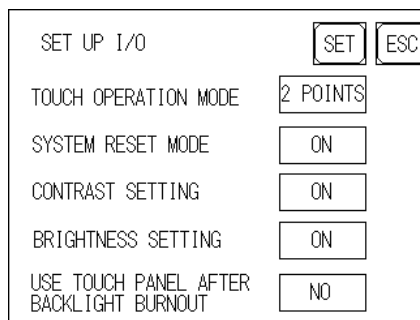 SET UP I/O SET ESC
TOUCH OPERATION MODE 2 POINTS
SYSTEM RESET MODE ON
CONTRAST SETTING ON
BRIGHTNESS SETTING ON
USE TOUCH PANEL AFTER
BACKLIGHT BURNOUT NO